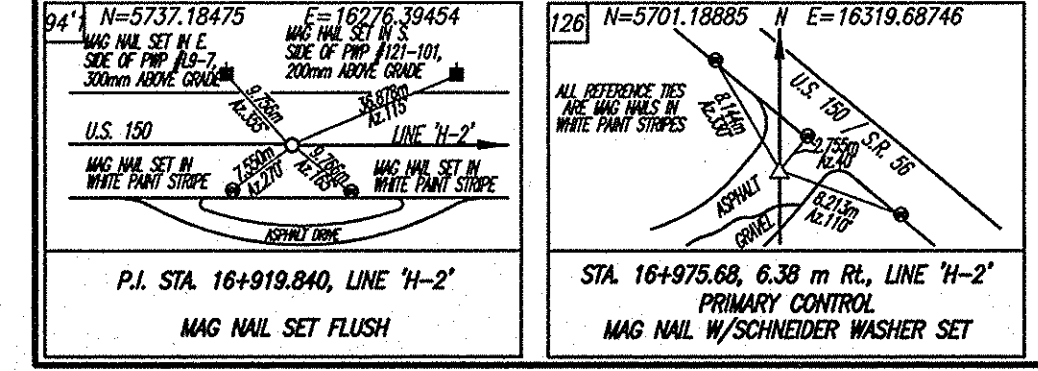 94'1 N=5737.18475 E=16276.39454
MAG NAIL SET IN E.
SIDE OF PWP #L9-7,
300mm ABOVE GRADE
MAG NAIL SET IN S.
SIDE OF PWP #121-101,
200mm ABOVE GRADE
9.756m
Az.355°
36.878m
Az.115°
U.S. 150
LINE 'H-2'
MAG NAIL SET IN
WHITE PAINT STRIPE
7.550m
Az.270°
9.766m
Az.165°
MAG NAIL SET IN
WHITE PAINT STRIPE
ASPHALT DRIVE
P.I. STA. 16+919.840, LINE 'H-2'
MAG NAIL SET FLUSH
126 N=5701.18885 N E=16319.68746
ALL REFERENCE TIES
ARE MAG NAILS IN
WHITE PAINT STRIPES
8.144m
Az.330°
U.S. 150 / S.R. 56
2.755m
Az.40°
8.213m
Az.110°
ASPHALT
GRAVEL
STA. 16+975.68, 6.38 m Rt., LINE 'H-2'
PRIMARY CONTROL
MAG NAIL W/SCHNEIDER WASHER SET